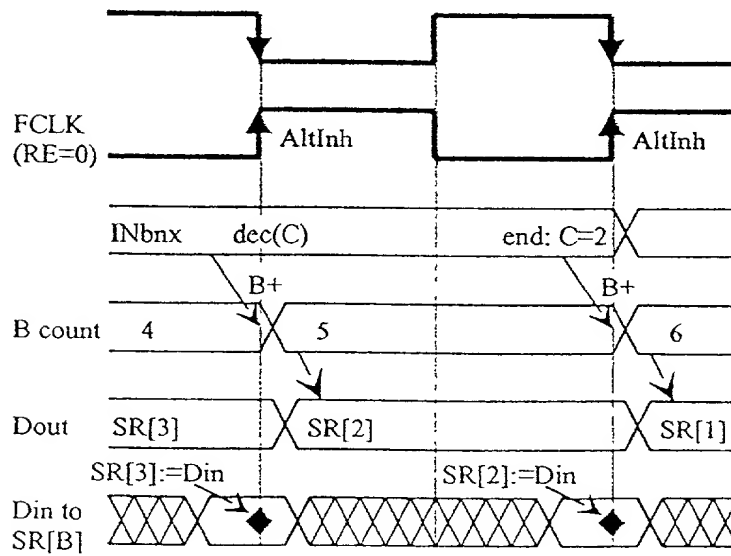 FCLK
(RE=0)
AltInh
AltInh
INbnx
dec(C)
end: C=2
B+
B+
B count
4
5
6
Dout
SR[3]
SR[2]
SR[1]
SR[3]:=Din
SR[2]:=Din
Din to
SR[B]